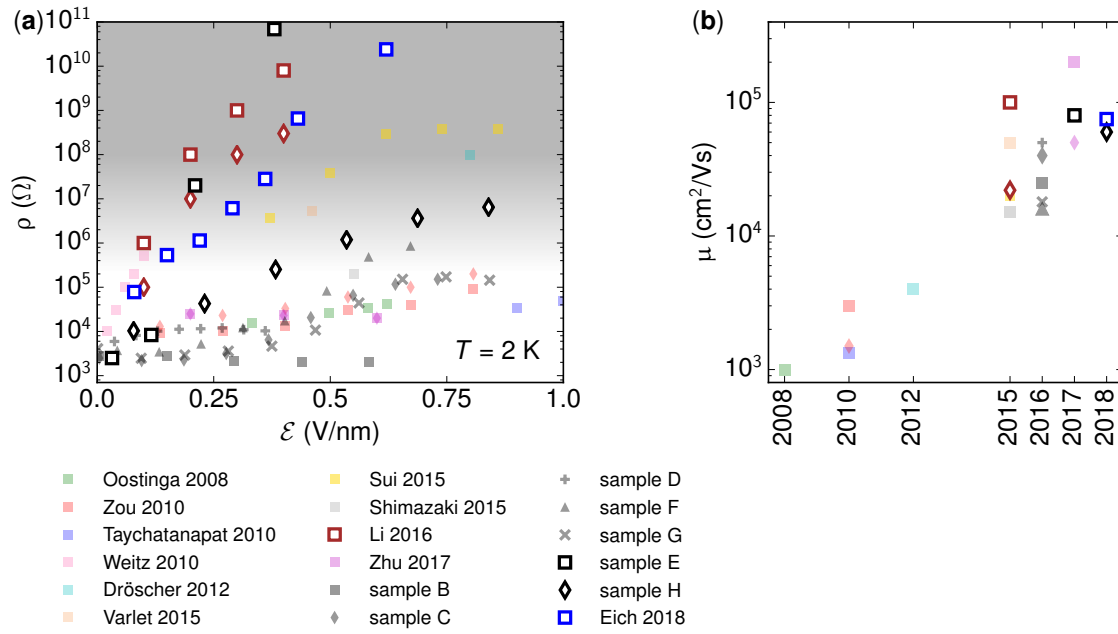 (a)
10¹¹
10¹⁰
10⁹
10⁸
10⁷
10⁶
10⁵
10⁴
10³
ρ (Ω)
T = 2 K
0.0 0.25 0.5 0.75 1.0
ℰ (V/nm)
(b)
10⁵
10⁴
10³
μ (cm²/Vs)
2008 2010 2012 2015 2016 2017 2018
Oostinga 2008
Zou 2010
Taychatanapat 2010
Weitz 2010
Dröscher 2012
Varlet 2015
Sui 2015
Shimazaki 2015
Li 2016
Zhu 2017
sample B
sample C
sample D
sample F
sample G
sample E
sample H
Eich 2018